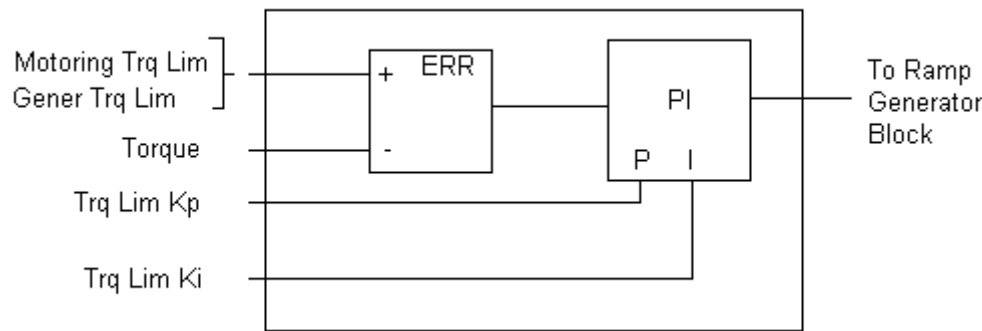 Motoring Trq Lim
Gener Trq Lim
Torque
Trq Lim Kp
Trq Lim Ki
+ ERR
-
PI
P I
To Ramp
Generator
Block